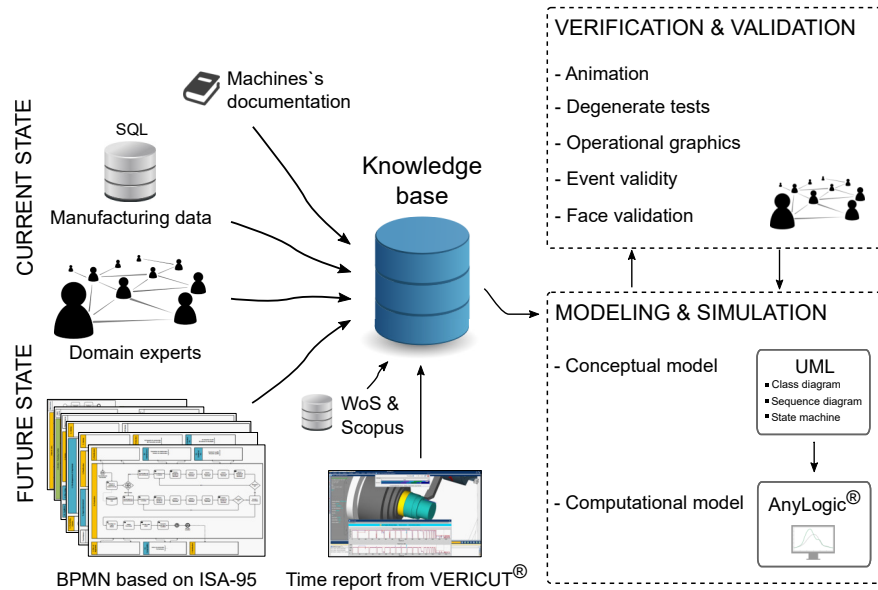 CURRENT STATE
FUTURE STATE
Machines`s
documentation
SQL
Manufacturing data
Domain experts
BPMN based on ISA-95
Knowledge
base
WoS &
Scopus
Time report from VERICUT®
VERIFICATION & VALIDATION
- Animation
- Degenerate tests
- Operational graphics
- Event validity
- Face validation
MODELING & SIMULATION
- Conceptual model
UML
▪ Class diagram
▪ Sequence diagram
▪ State machine
- Computational model
AnyLogic®